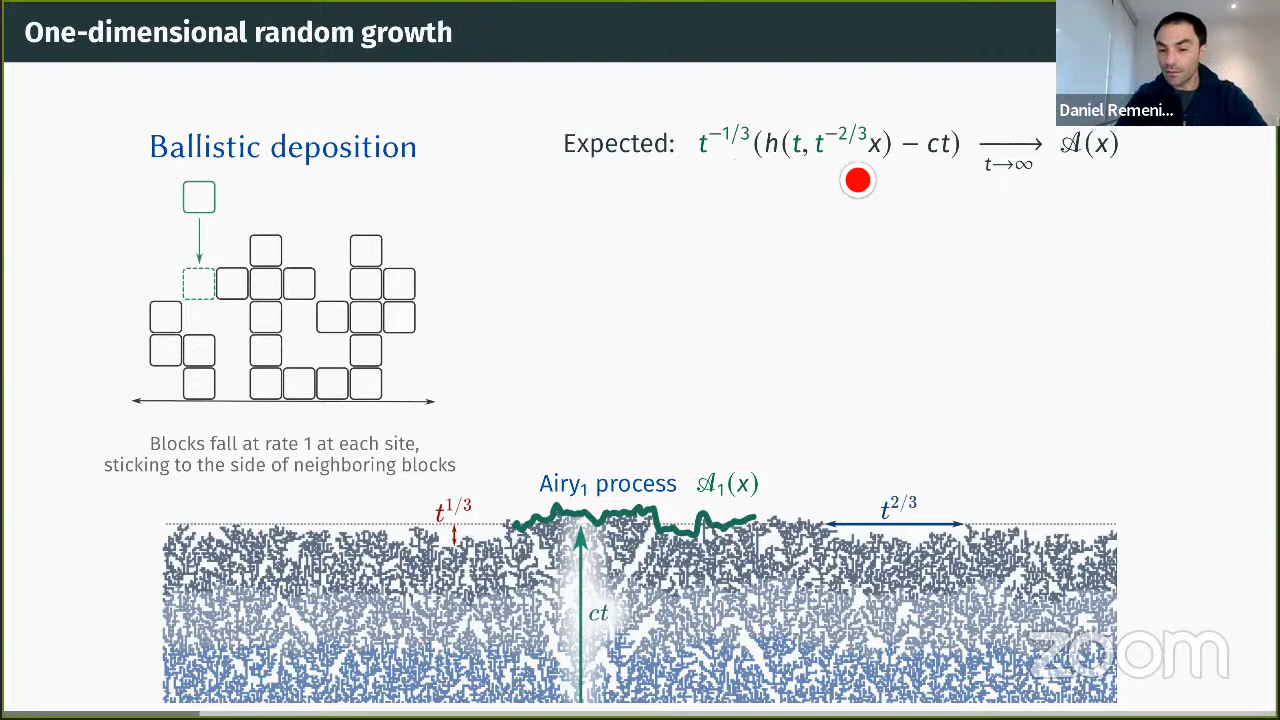 One-dimensional random growth
Daniel Remeni...
Ballistic deposition
Expected: t^{-1/3}(h(t, t^{-2/3}x) − ct) ⟶_{t→∞} 𝒜(x)
Blocks fall at rate 1 at each site,
sticking to the side of neighboring blocks
Airy₁ process 𝒜₁(x)
t^{1/3}
t^{2/3}
ct
zoom